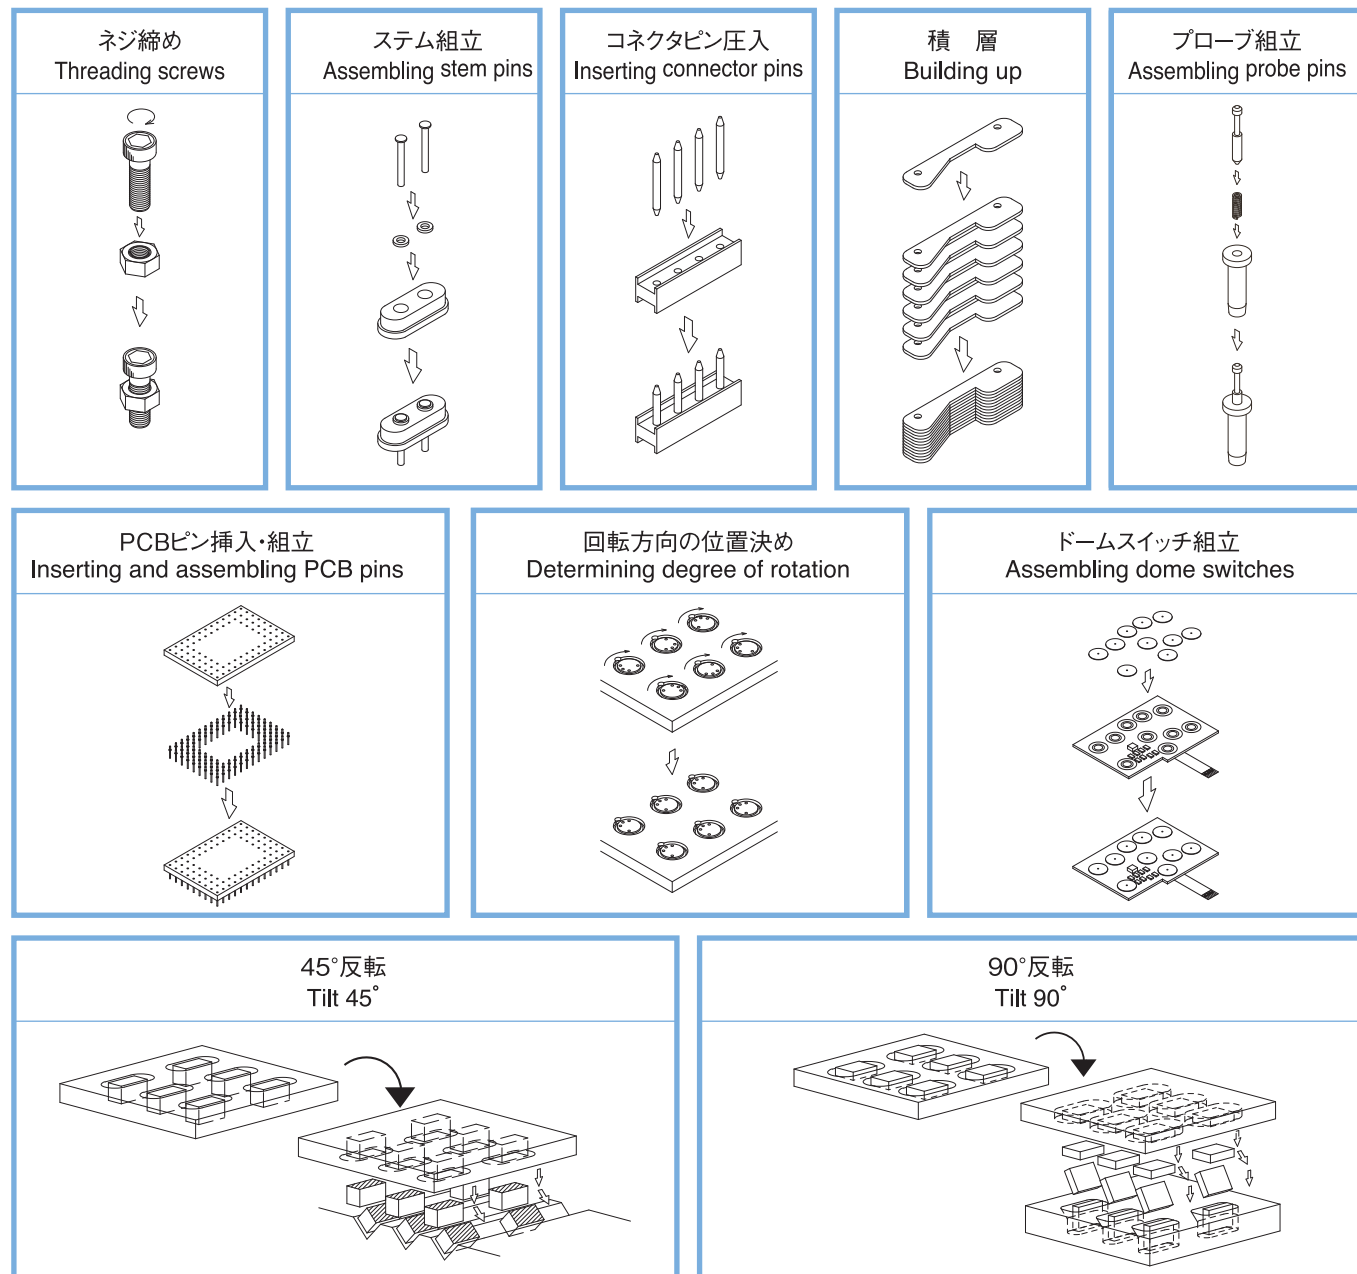 ネジ締め
Threading screws
ステム組立
Assembling stem pins
コネクタピン圧入
Inserting connector pins
積　層
Building up
プローブ組立
Assembling probe pins
PCBピン挿入・組立
Inserting and assembling PCB pins
回転方向の位置決め
Determining degree of rotation
ドームスイッチ組立
Assembling dome switches
45°反転
Tilt 45°
90°反転
Tilt 90°